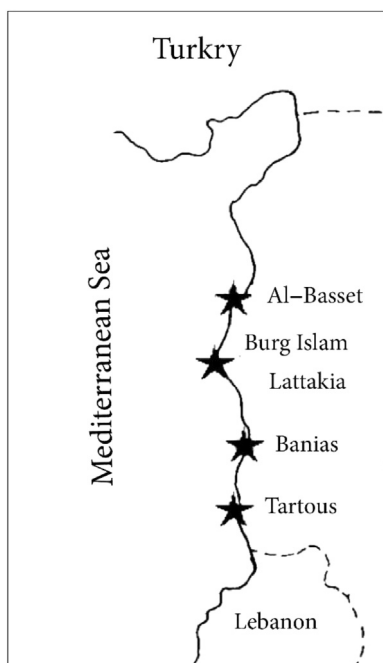 Turkry
Mediterranean Sea
Al–Basset
Burg Islam
Lattakia
Banias
Tartous
Lebanon